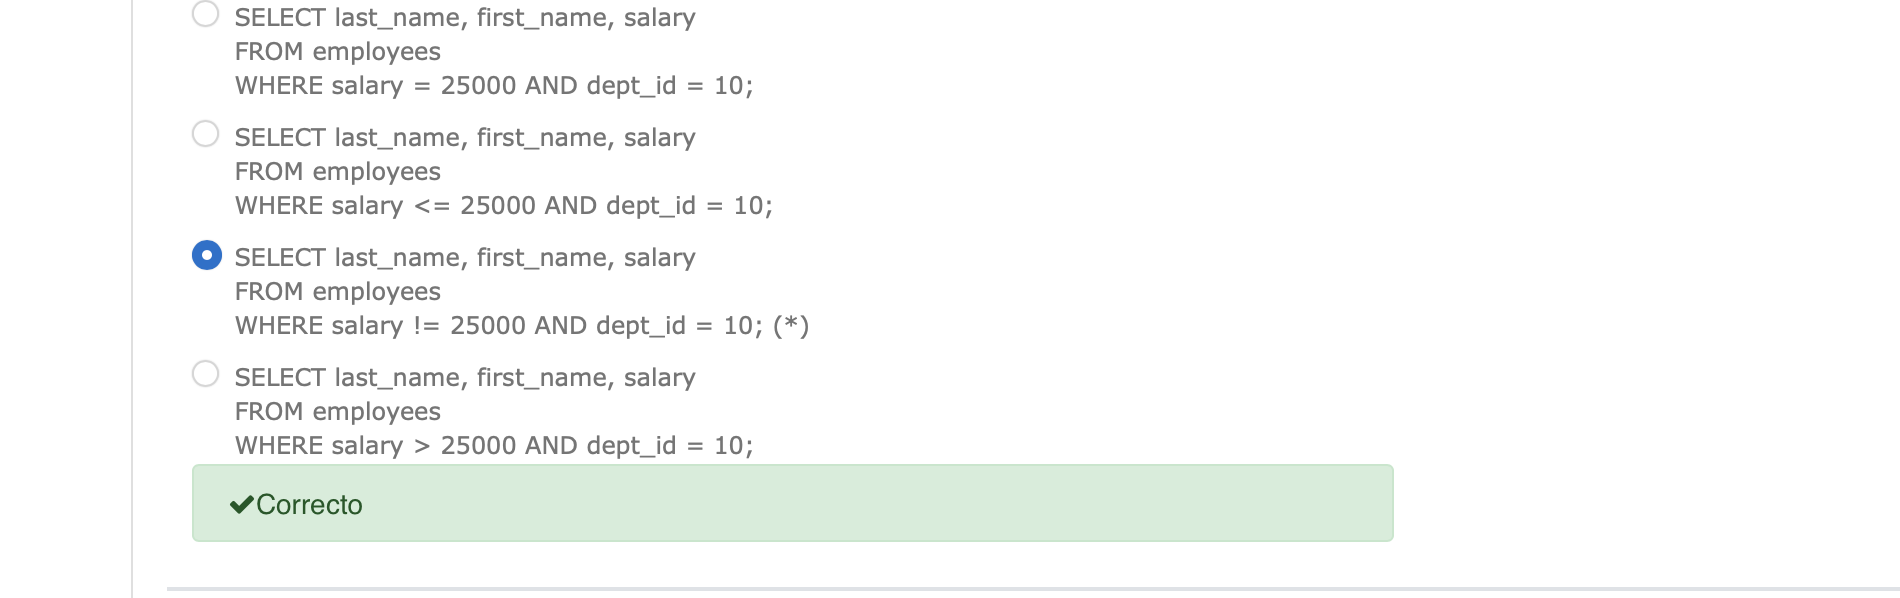 SELECT last_name, first_name, salary
FROM employees
WHERE salary = 25000 AND dept_id = 10;
SELECT last_name, first_name, salary
FROM employees
WHERE salary <= 25000 AND dept_id = 10;
SELECT last_name, first_name, salary
FROM employees
WHERE salary != 25000 AND dept_id = 10; (*)
SELECT last_name, first_name, salary
FROM employees
WHERE salary > 25000 AND dept_id = 10;
Correcto